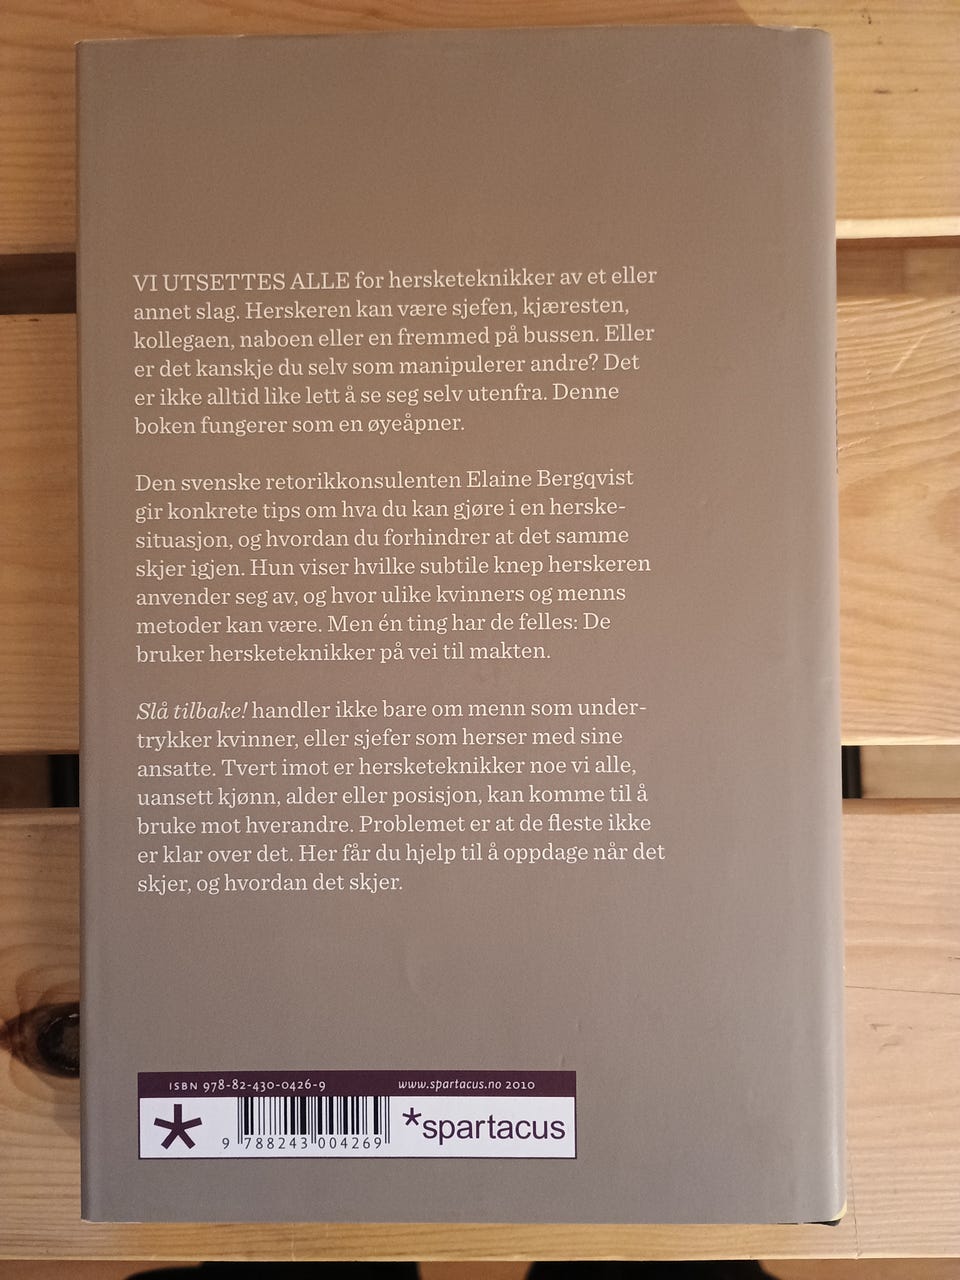 VI UTSETTES ALLE for hersketeknikker av et eller
annet slag. Herskeren kan være sjefen, kjæresten,
kollegaen, naboen eller en fremmed på bussen. Eller
er det kanskje du selv som manipulerer andre? Det
er ikke alltid like lett å se seg selv utenfra. Denne
boken fungerer som en øyeåpner.
Den svenske retorikkonsulenten Elaine Bergqvist
gir konkrete tips om hva du kan gjøre i en herske-
situasjon, og hvordan du forhindrer at det samme
skjer igjen. Hun viser hvilke subtile knep herskeren
anvender seg av, og hvor ulike kvinners og menns
metoder kan være. Men én ting har de felles: De
bruker hersketeknikker på vei til makten.
Slå tilbake! handler ikke bare om menn som under-
trykker kvinner, eller sjefer som herser med sine
ansatte. Tvert imot er hersketeknikker noe vi alle,
uansett kjønn, alder eller posisjon, kan komme til å
bruke mot hverandre. Problemet er at de fleste ikke
er klar over det. Her får du hjelp til å oppdage når det
skjer, og hvordan det skjer.
ISBN 978-82-430-0426-9 www.spartacus.no 2010
*spartacus
9 788243 004269